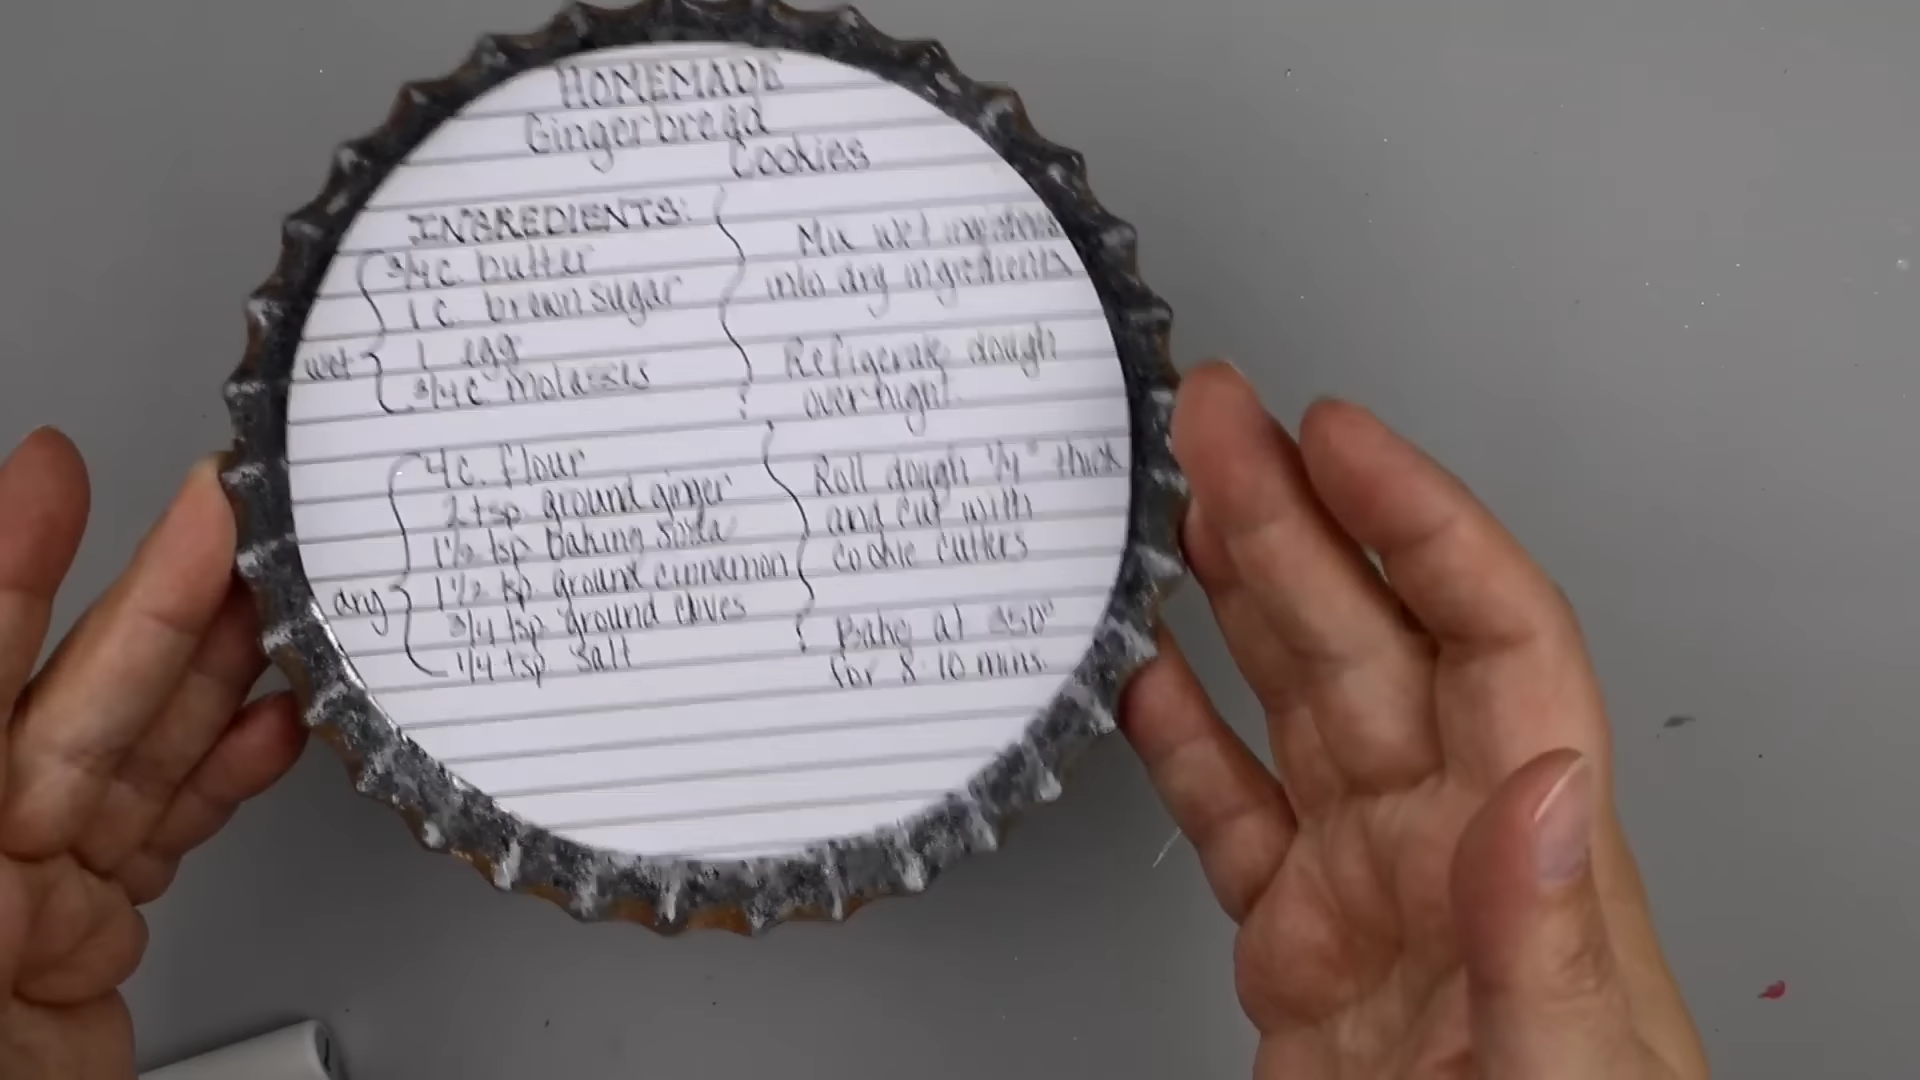 HOMEMADE
Gingerbread
Cookies
INGREDIENTS:
wet
3/4 c. butter
1 c. brown sugar
1 egg
3/4 c molasses
dry
4 c. flour
2 tsp. ground ginger
1 1/2 tsp baking soda
1 1/2 tsp. ground cinnamon
3/4 tsp. ground cloves
1/4 tsp. salt
Mix wet ingredients
into dry ingredients
Refigerate dough
overnight.
Roll dough 1/4" thick
and cut with
cookie cutters
Bake at 350°
for 8-10 mins.